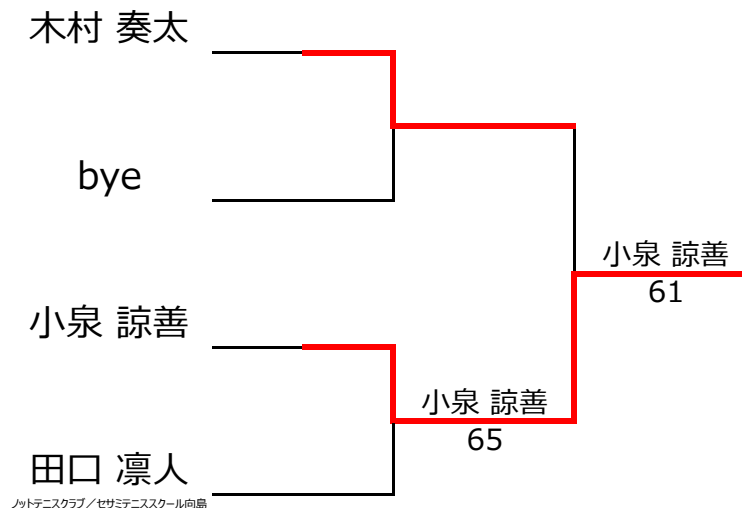 木村 奏太
bye
小泉 諒善
61
小泉 諒善
小泉 諒善
65
田口 凛人
ノットテニスクラブ／セサミテニススクール向島